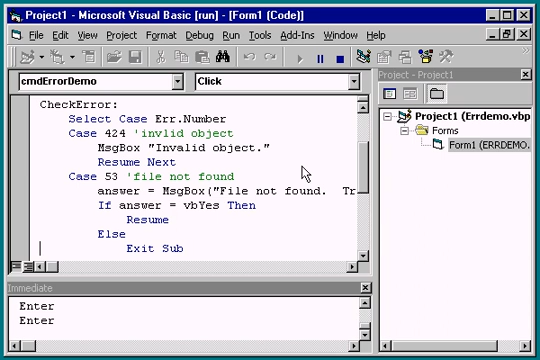 Project1 - Microsoft Visual Basic [run] - [Form1 (Code)]
File Edit View Project Format Debug Run Tools Add-Ins Window Help
cmdErrorDemo
Click
CheckError:
Select Case Err.Number
Case 424 'invlid object
MsgBox "Invalid object."
Resume Next
Case 53 'file not found
answer = MsgBox("File not found.  Tr
If answer = vbYes Then
Resume
Else
Exit Sub
Immediate
Enter
Enter
Project - Project1
Project1 (Errdemo.vbp
Forms
Form1 (ERRDEMO.